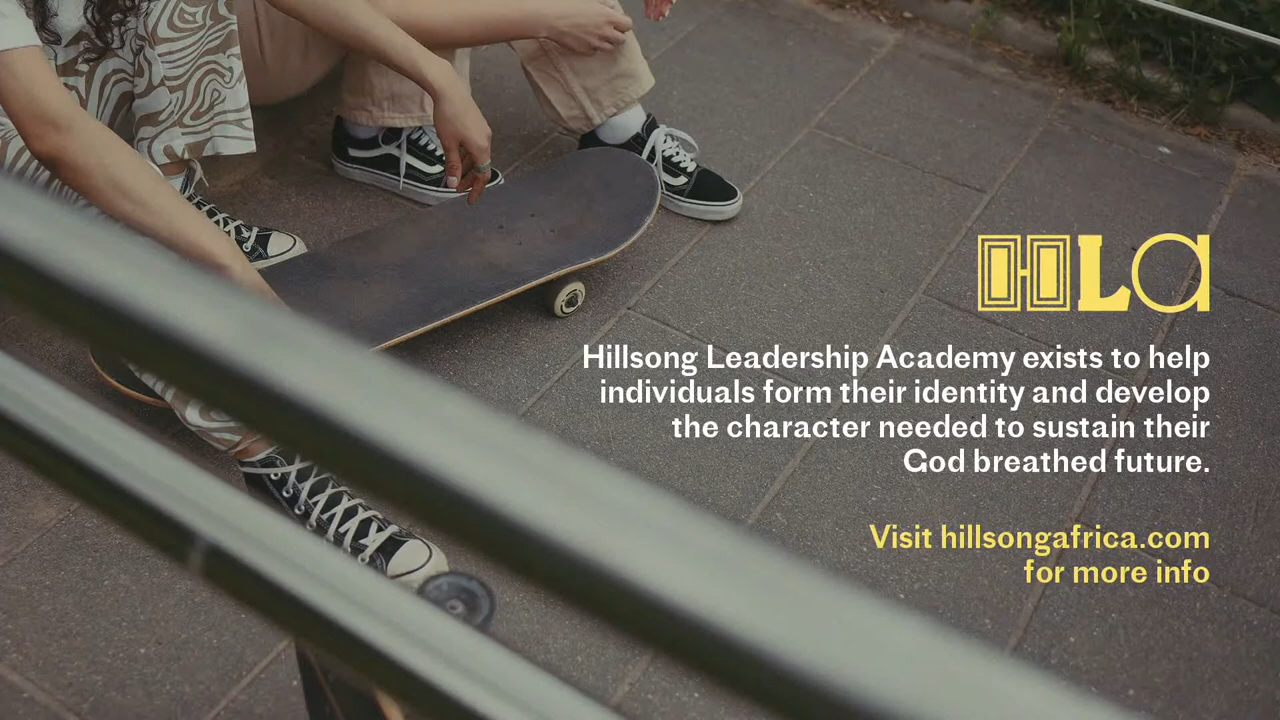 HLa
Hillsong Leadership Academy exists to help
individuals form their identity and develop
the character needed to sustain their
God breathed future.
Visit hillsongafrica.com
for more info